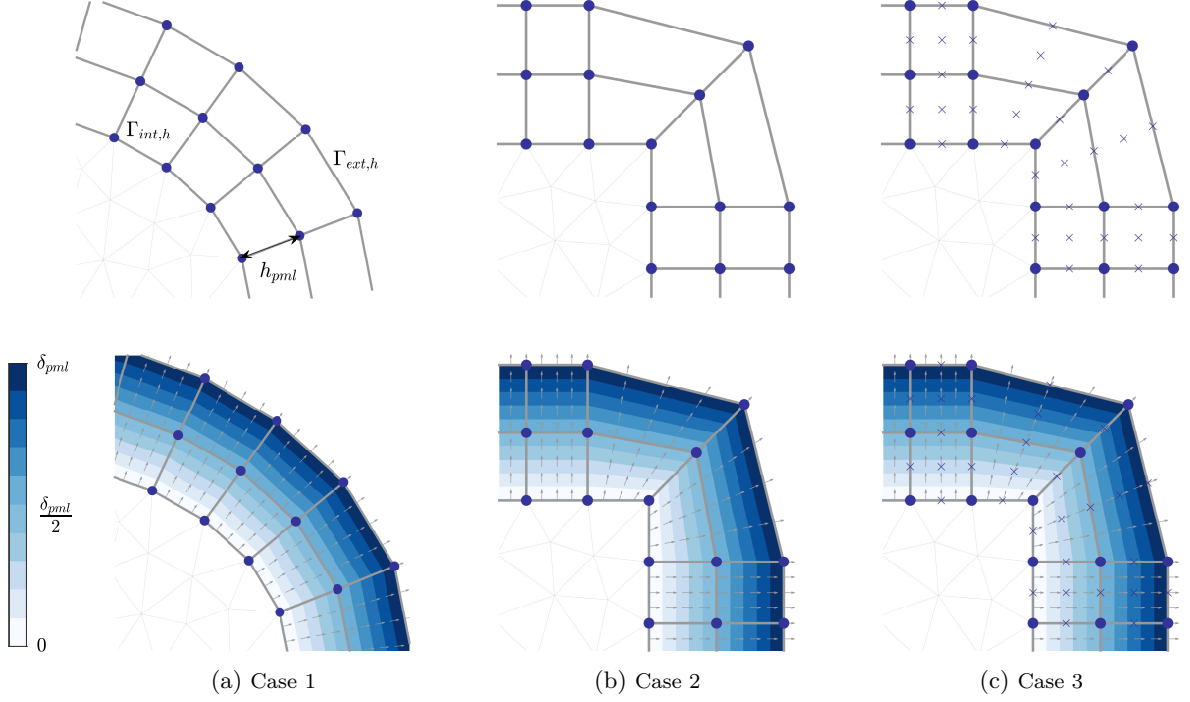 Γint,h
Γext,h
hpml
δpml
δpml
2
0
(a) Case 1
(b) Case 2
(c) Case 3